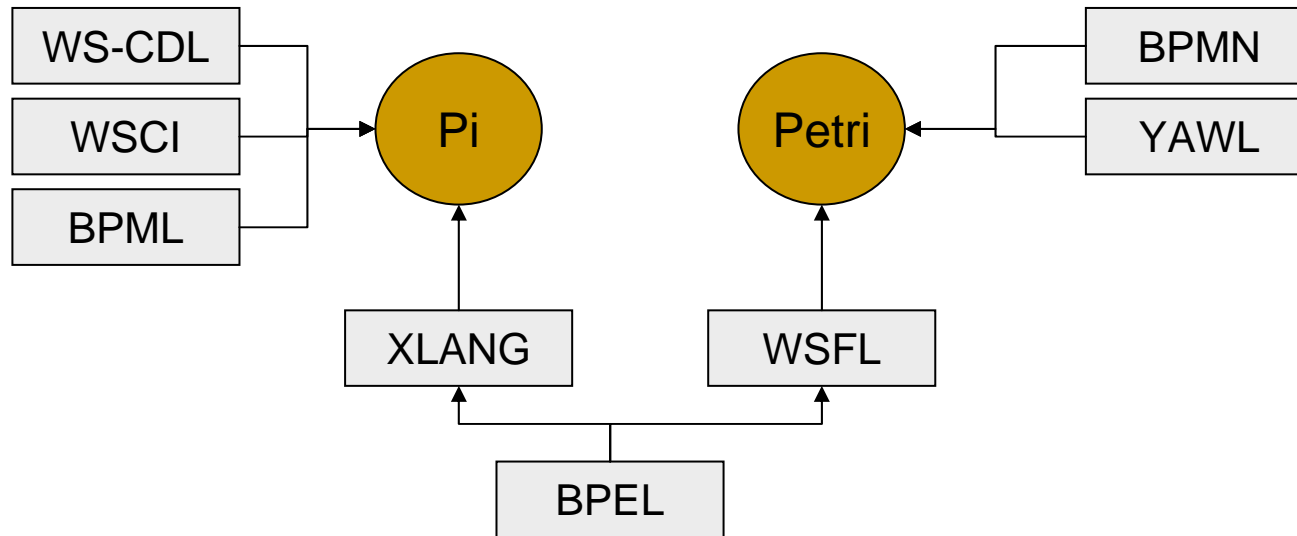 WS-CDL
WSCI
BPML
Pi
Petri
BPMN
YAWL
XLANG
WSFL
BPEL